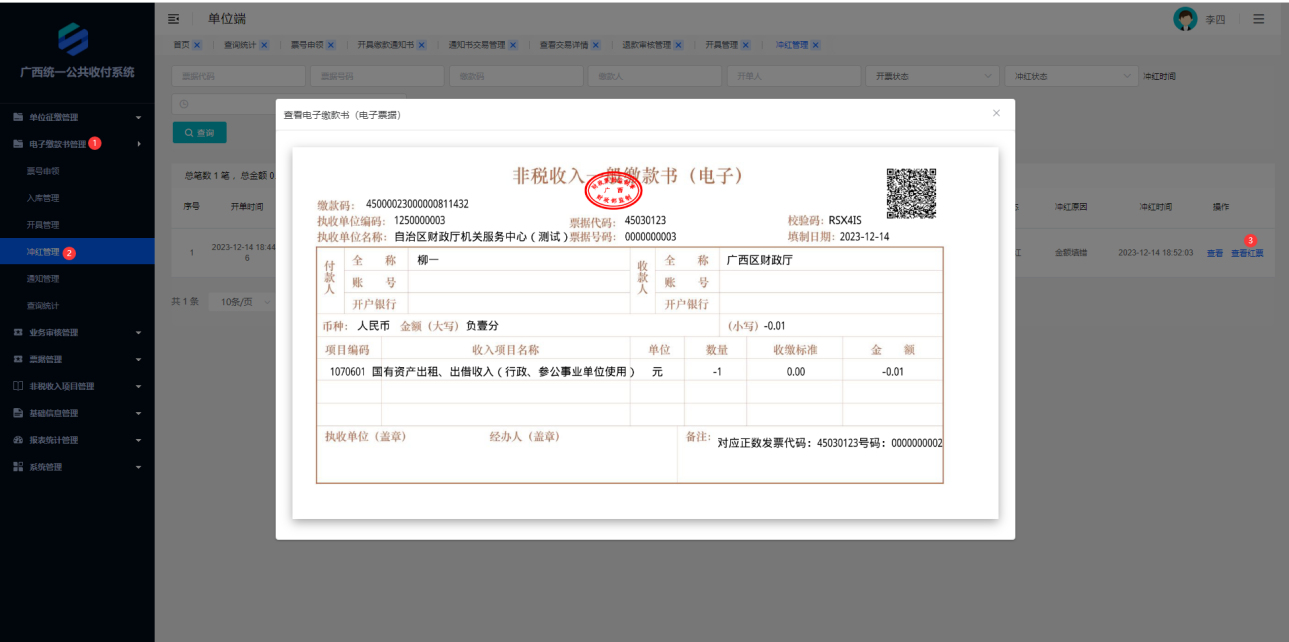 单位端
李四
广西统一公共收付系统
首页 × 查询统计 × 票号申领 × 开具缴款通知书 × 通知书交易管理 × 查看交易详情 × 退款审核管理 × 开具管理 × 冲红管理 ×
票据代码 票据号码 缴款码 缴款人 开单人 开票状态 冲红状态 冲红时间
查询
单位征缴管理
电子缴款书管理 1
票号申领
入库管理
开具管理
冲红管理 2
通知管理
查询统计
业务审核管理
票据管理
非税收入项目管理
基础信息管理
报表统计管理
系统管理
总笔数 1 笔，总金额 0
序号 开单时间 冲红原因 冲红时间 操作
3
1 2023-12-14 18:44 金额填错 2023-12-14 18:52:03 查看 查看红票
6
共 1 条 10条/页
查看电子缴款书（电子票据） ×
非税收入一般缴款书（电子）
广 西
缴款码： 45000023000000811432
执收单位编码： 1250000003 票据代码： 45030123 校验码： RSX4IS
执收单位名称： 自治区财政厅机关服务中心（测试） 票据号码： 0000000003 填制日期： 2023-12-14
付款人 全 称 柳一 收款人 全 称 广西区财政厅
账 号 账 号
开户银行 开户银行
币种： 人民币 金额（大写） 负壹分 （小写） -0.01
项目编码 收入项目名称 单位 数量 收缴标准 金 额
1070601 国有资产出租、出借收入（行政、参公事业单位使用） 元 -1 0.00 -0.01
执收单位（盖章） 经办人（盖章） 备注： 对应正数发票代码：45030123号码：0000000002